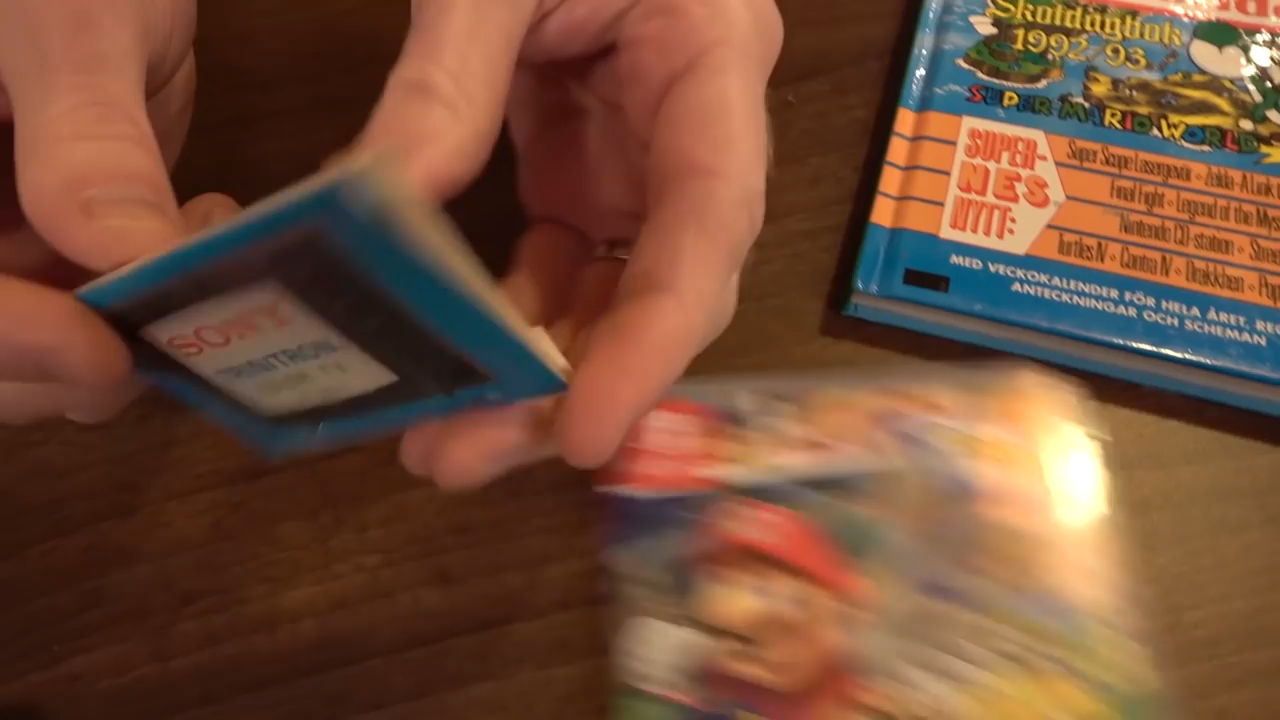 Skoldagbok
1992-93
SUPER MARIO WORLD
SUPER-
NES
NYTT:
Super Scope Lasergevär • Zelda-A Link
Final Fight • Legend of the Mys
Nintendo CD-station • Stree
Turtles IV • Contra IV • Drakkhen • Pop
MED VECKOKALENDER FÖR HELA ÅRET, RE
ANTECKNINGAR OCH SCHEMAN
SONY
TRINITRON